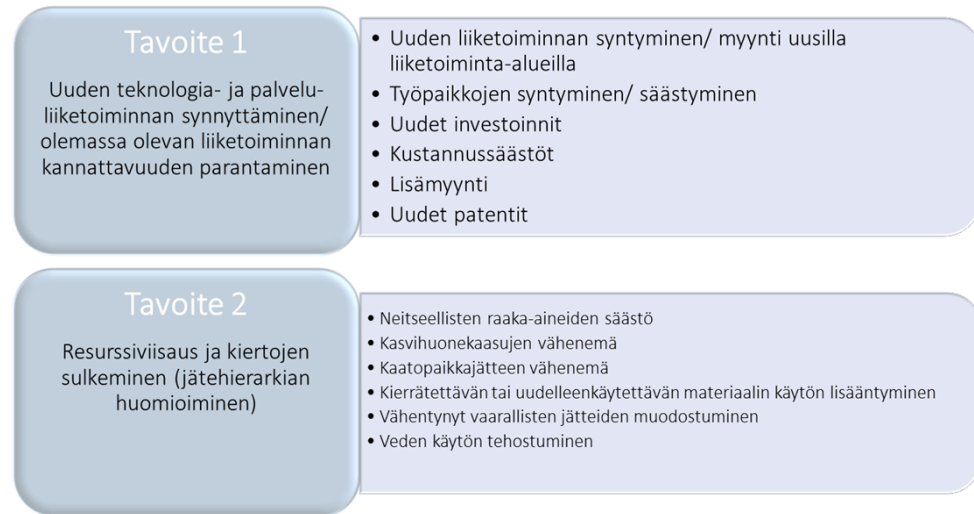 Tavoite 1
Uuden teknologia- ja palvelu-
liiketoiminnan synnyttäminen/
olemassa olevan liiketoiminnan
kannattavuuden parantaminen
• Uuden liiketoiminnan syntyminen/ myynti uusilla
liiketoiminta-alueilla
• Työpaikkojen syntyminen/ säästyminen
• Uudet investoinnit
• Kustannussäästöt
• Lisämyynti
• Uudet patentit
Tavoite 2
Resurssiviisaus ja kiertojen
sulkeminen (jätehierarkian
huomioiminen)
• Neitseellisten raaka-aineiden säästö
• Kasvihuonekaasujen vähenemä
• Kaatopaikkajätteen vähenemä
• Kierrätettävän tai uudelleenkäytettävän materiaalin käytön lisääntyminen
• Vähentynyt vaarallisten jätteiden muodostuminen
• Veden käytön tehostuminen